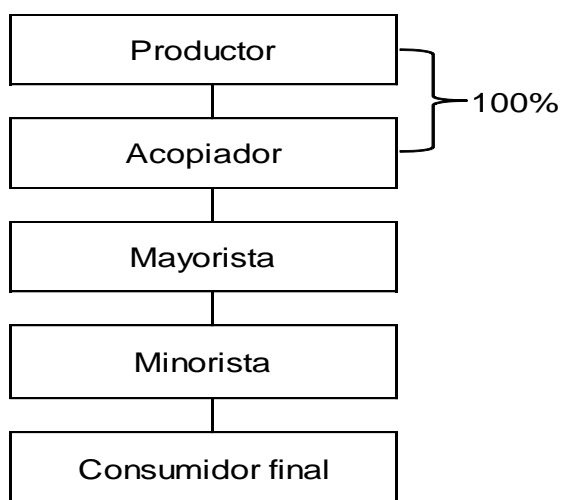 Productor
100%
Acopiador
Mayorista
Minorista
Consumidor final